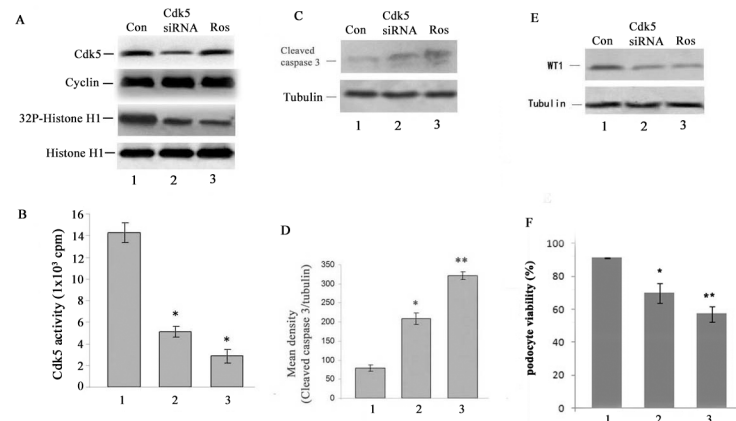 A
Con
Cdk5
siRNA
Ros
Cdk5
Cyclin
32P-Histone H1
Histone H1
1 2 3
C
Con
Cdk5
siRNA
Ros
Cleaved
caspase 3
Tubulin
1 2 3
E
Con
Cdk5
siRNA
Ros
WT1
Tubulin
1 2 3
B
Cdk5 activity (1x10³ cpm)
16
14
12
10
8
6
4
2
0
* *
1 2 3
D
Mean density
(Cleaved caspase 3/tubulin)
350
300
250
200
150
100
50
0
* **
1 2 3
F
podocyte viability (%)
100
80
60
40
20
0
* **
1 2 3